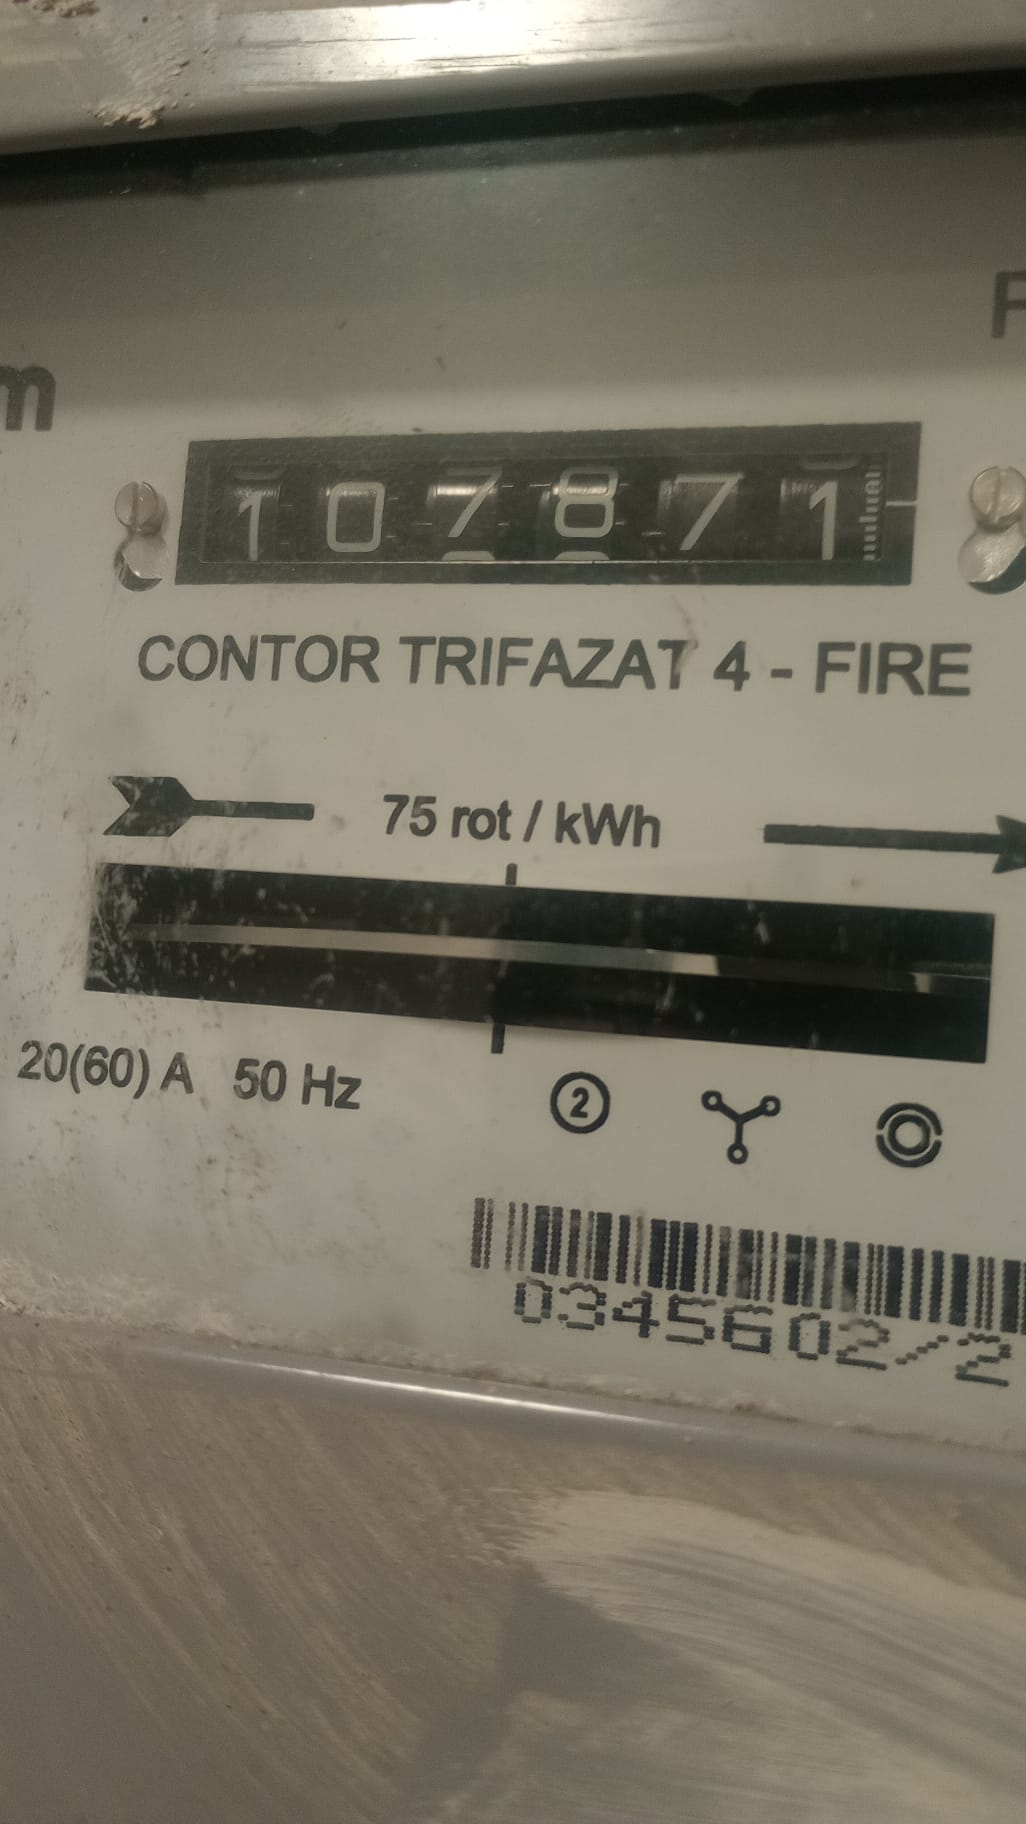 m
107871
CONTOR TRIFAZAT 4 - FIRE
75 rot / kWh
20(60) A 50 Hz
2
0345602/2